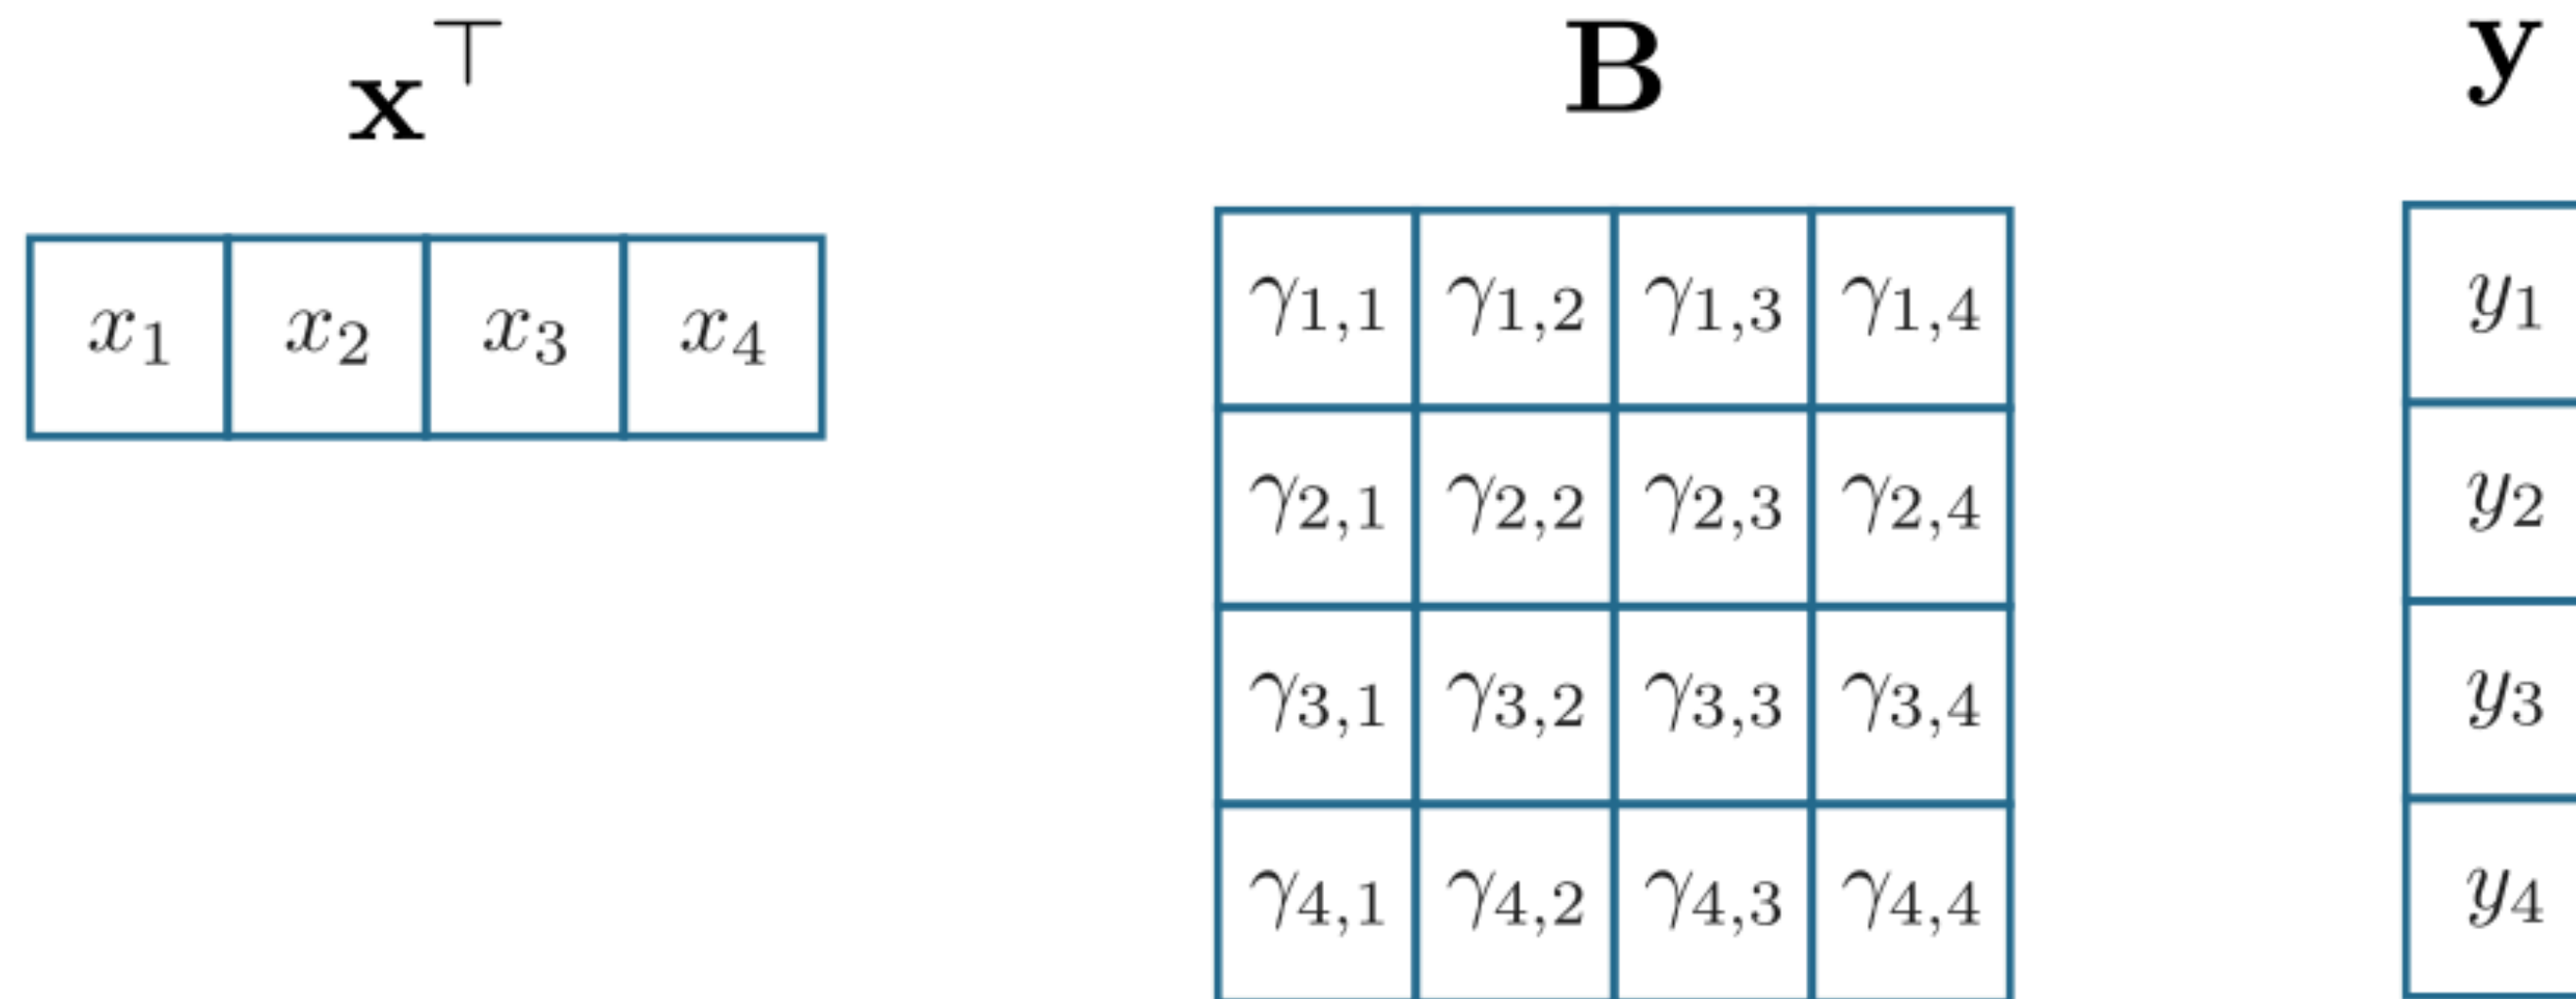 x⊤ B y
x1 x2 x3 x4 γ1,1 γ1,2 γ1,3 γ1,4 y1
γ2,1 γ2,2 γ2,3 γ2,4 y2
γ3,1 γ3,2 γ3,3 γ3,4 y3
γ4,1 γ4,2 γ4,3 γ4,4 y4